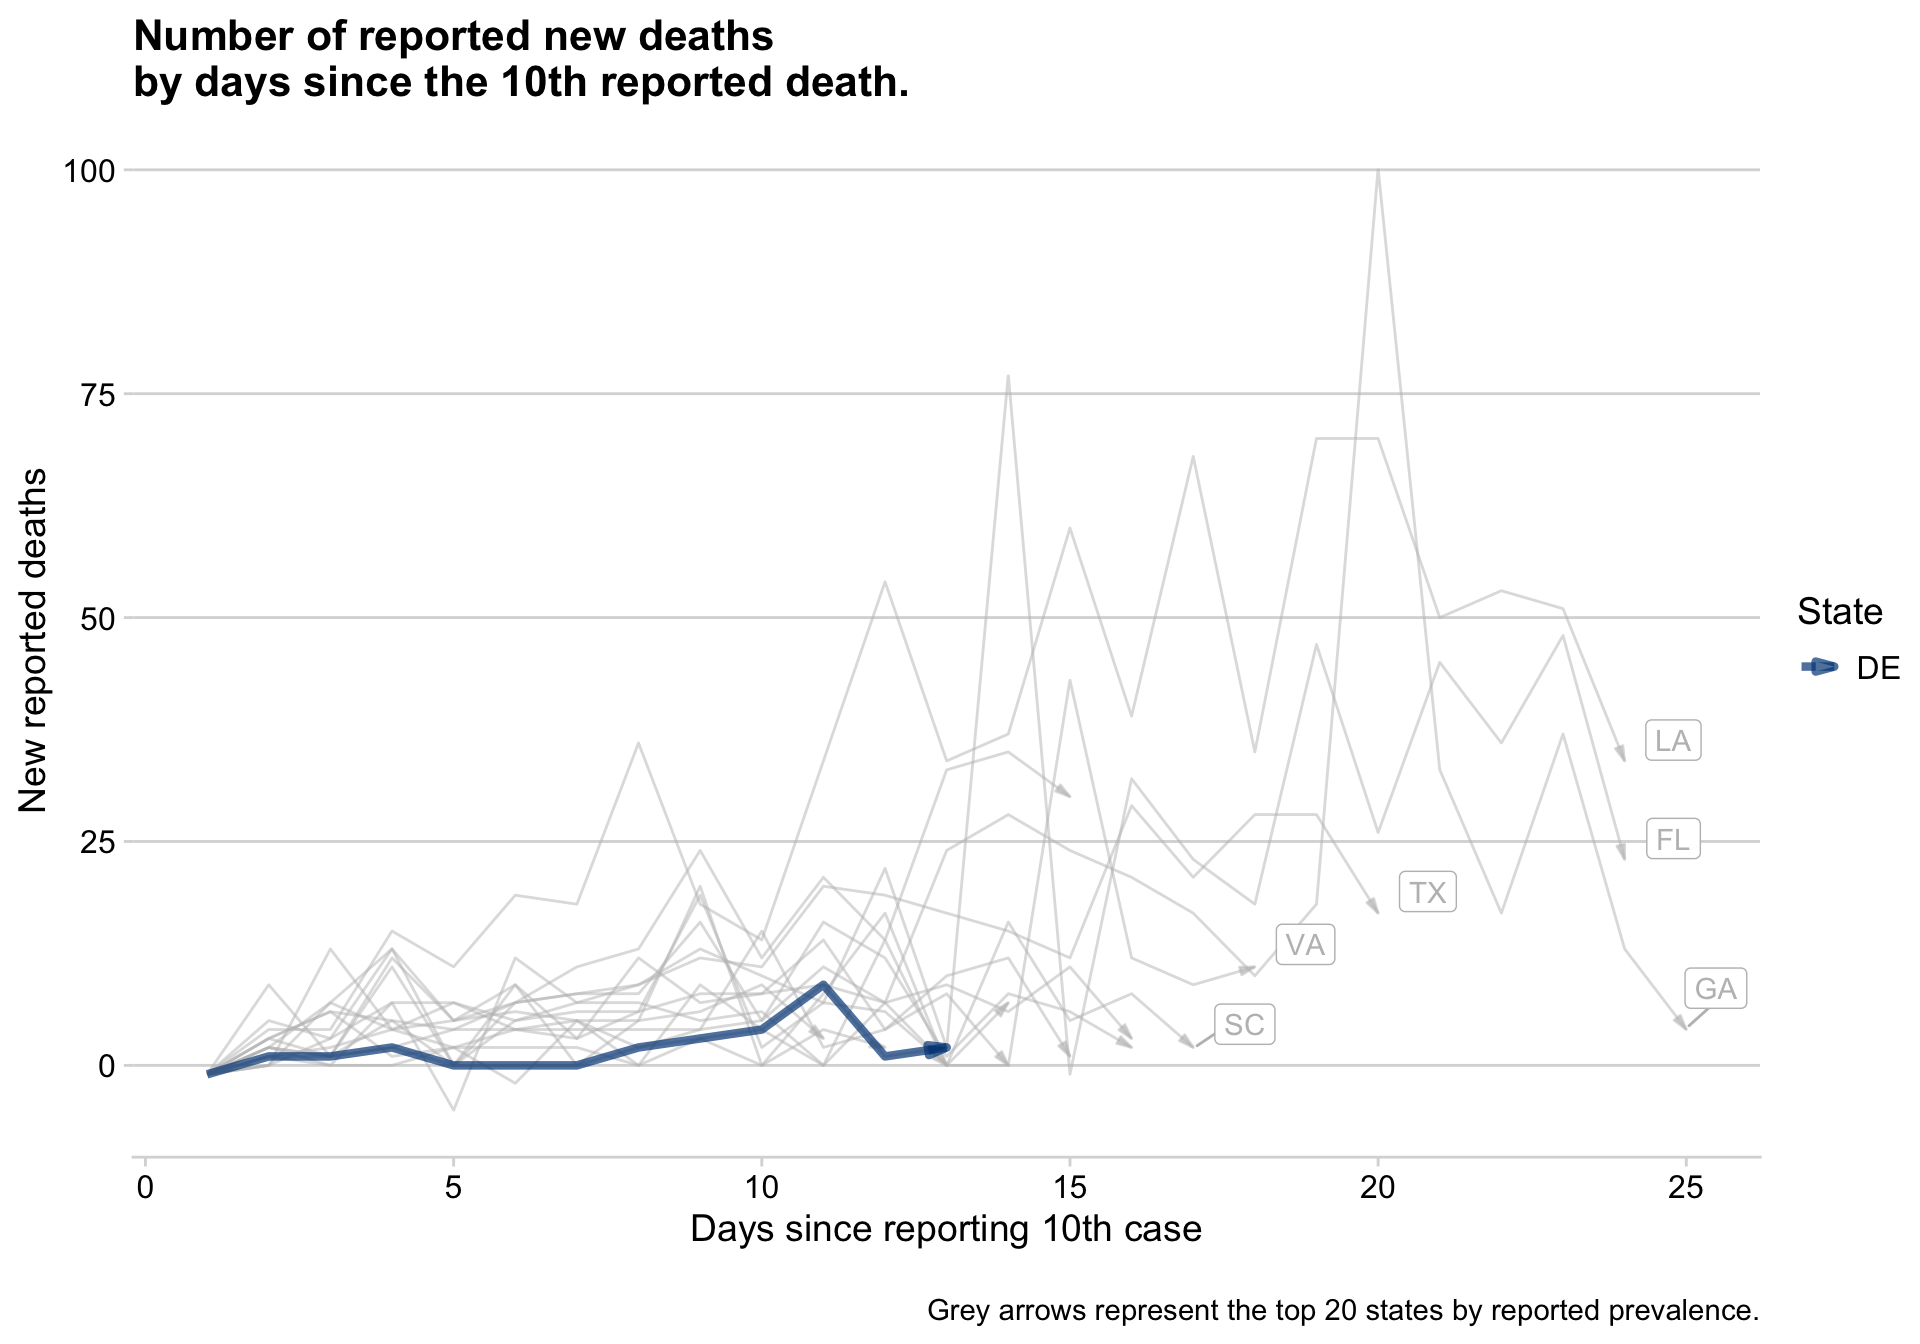 Number of reported new deaths
by days since the 10th reported death.
100
75
50
25
0
New reported deaths
LA
FL
TX
VA
GA
SC
State
DE
0 5 10 15 20 25
Days since reporting 10th case
Grey arrows represent the top 20 states by reported prevalence.